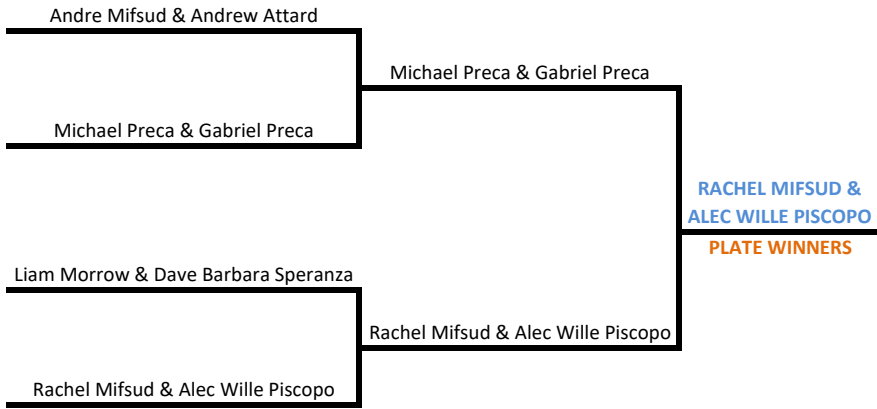 Andre Mifsud & Andrew Attard
Michael Preca & Gabriel Preca
Michael Preca & Gabriel Preca
RACHEL MIFSUD &
ALEC WILLE PISCOPO
PLATE WINNERS
Liam Morrow & Dave Barbara Speranza
Rachel Mifsud & Alec Wille Piscopo
Rachel Mifsud & Alec Wille Piscopo